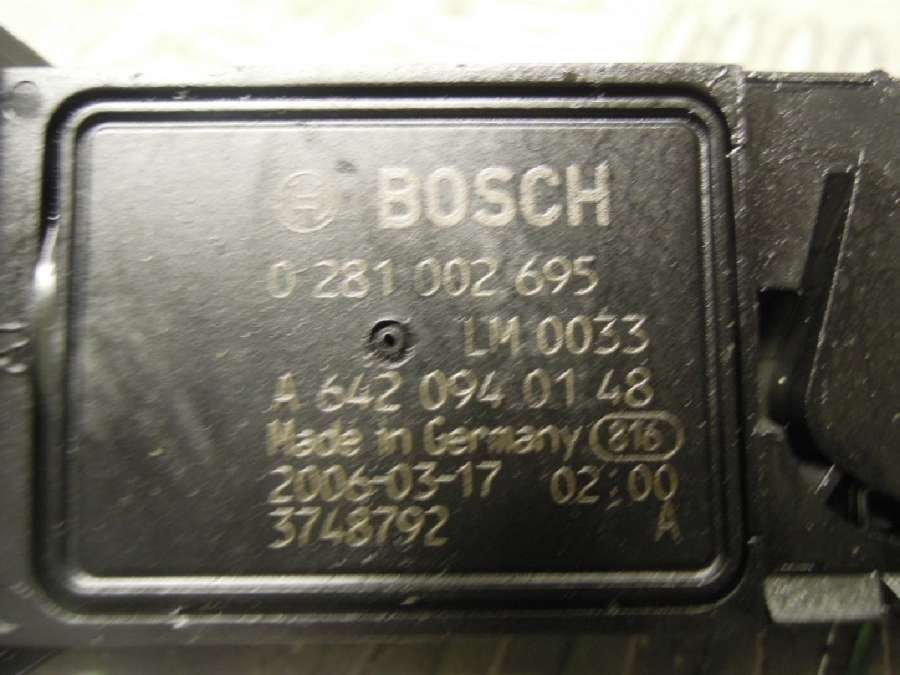 BOSCH
0 281 002 695
LM 0033
A 642 094 01 48
Made in Germany 816
2006-03-17 02:00
3748792 A